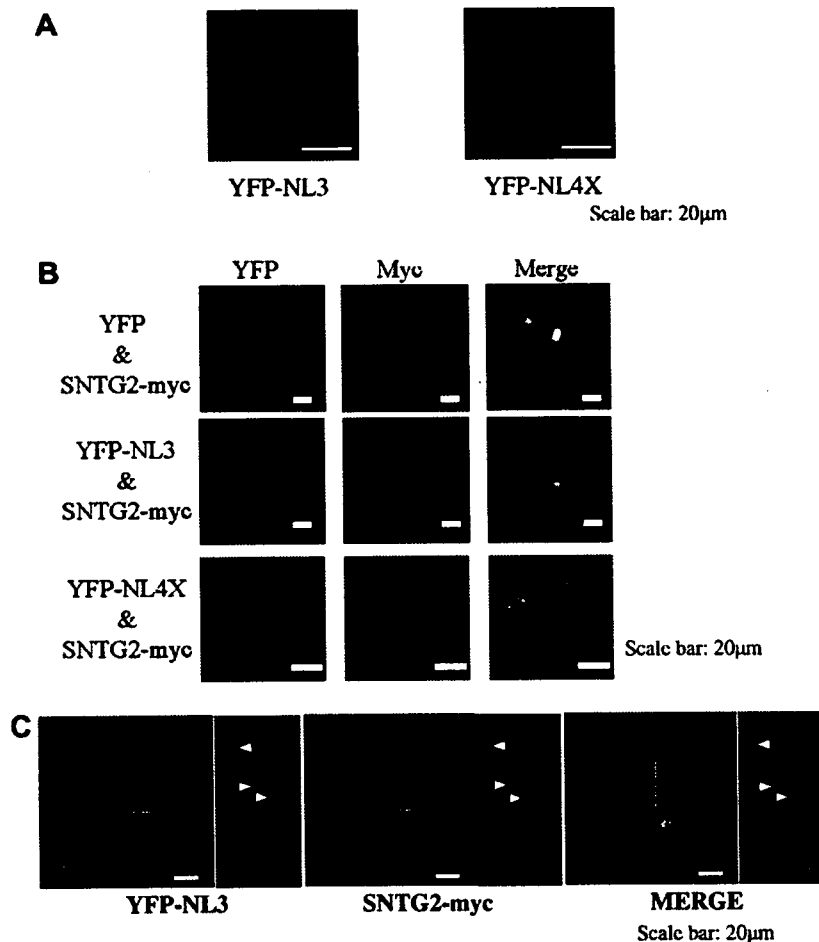 A
YFP-NL3 YFP-NL4X
Scale bar: 20μm
B
YFP Myc Merge
YFP
&
SNTG2-myc
YFP-NL3
&
SNTG2-myc
YFP-NL4X
&
SNTG2-myc
Scale bar: 20μm
C
YFP-NL3 SNTG2-myc MERGE
Scale bar: 20μm